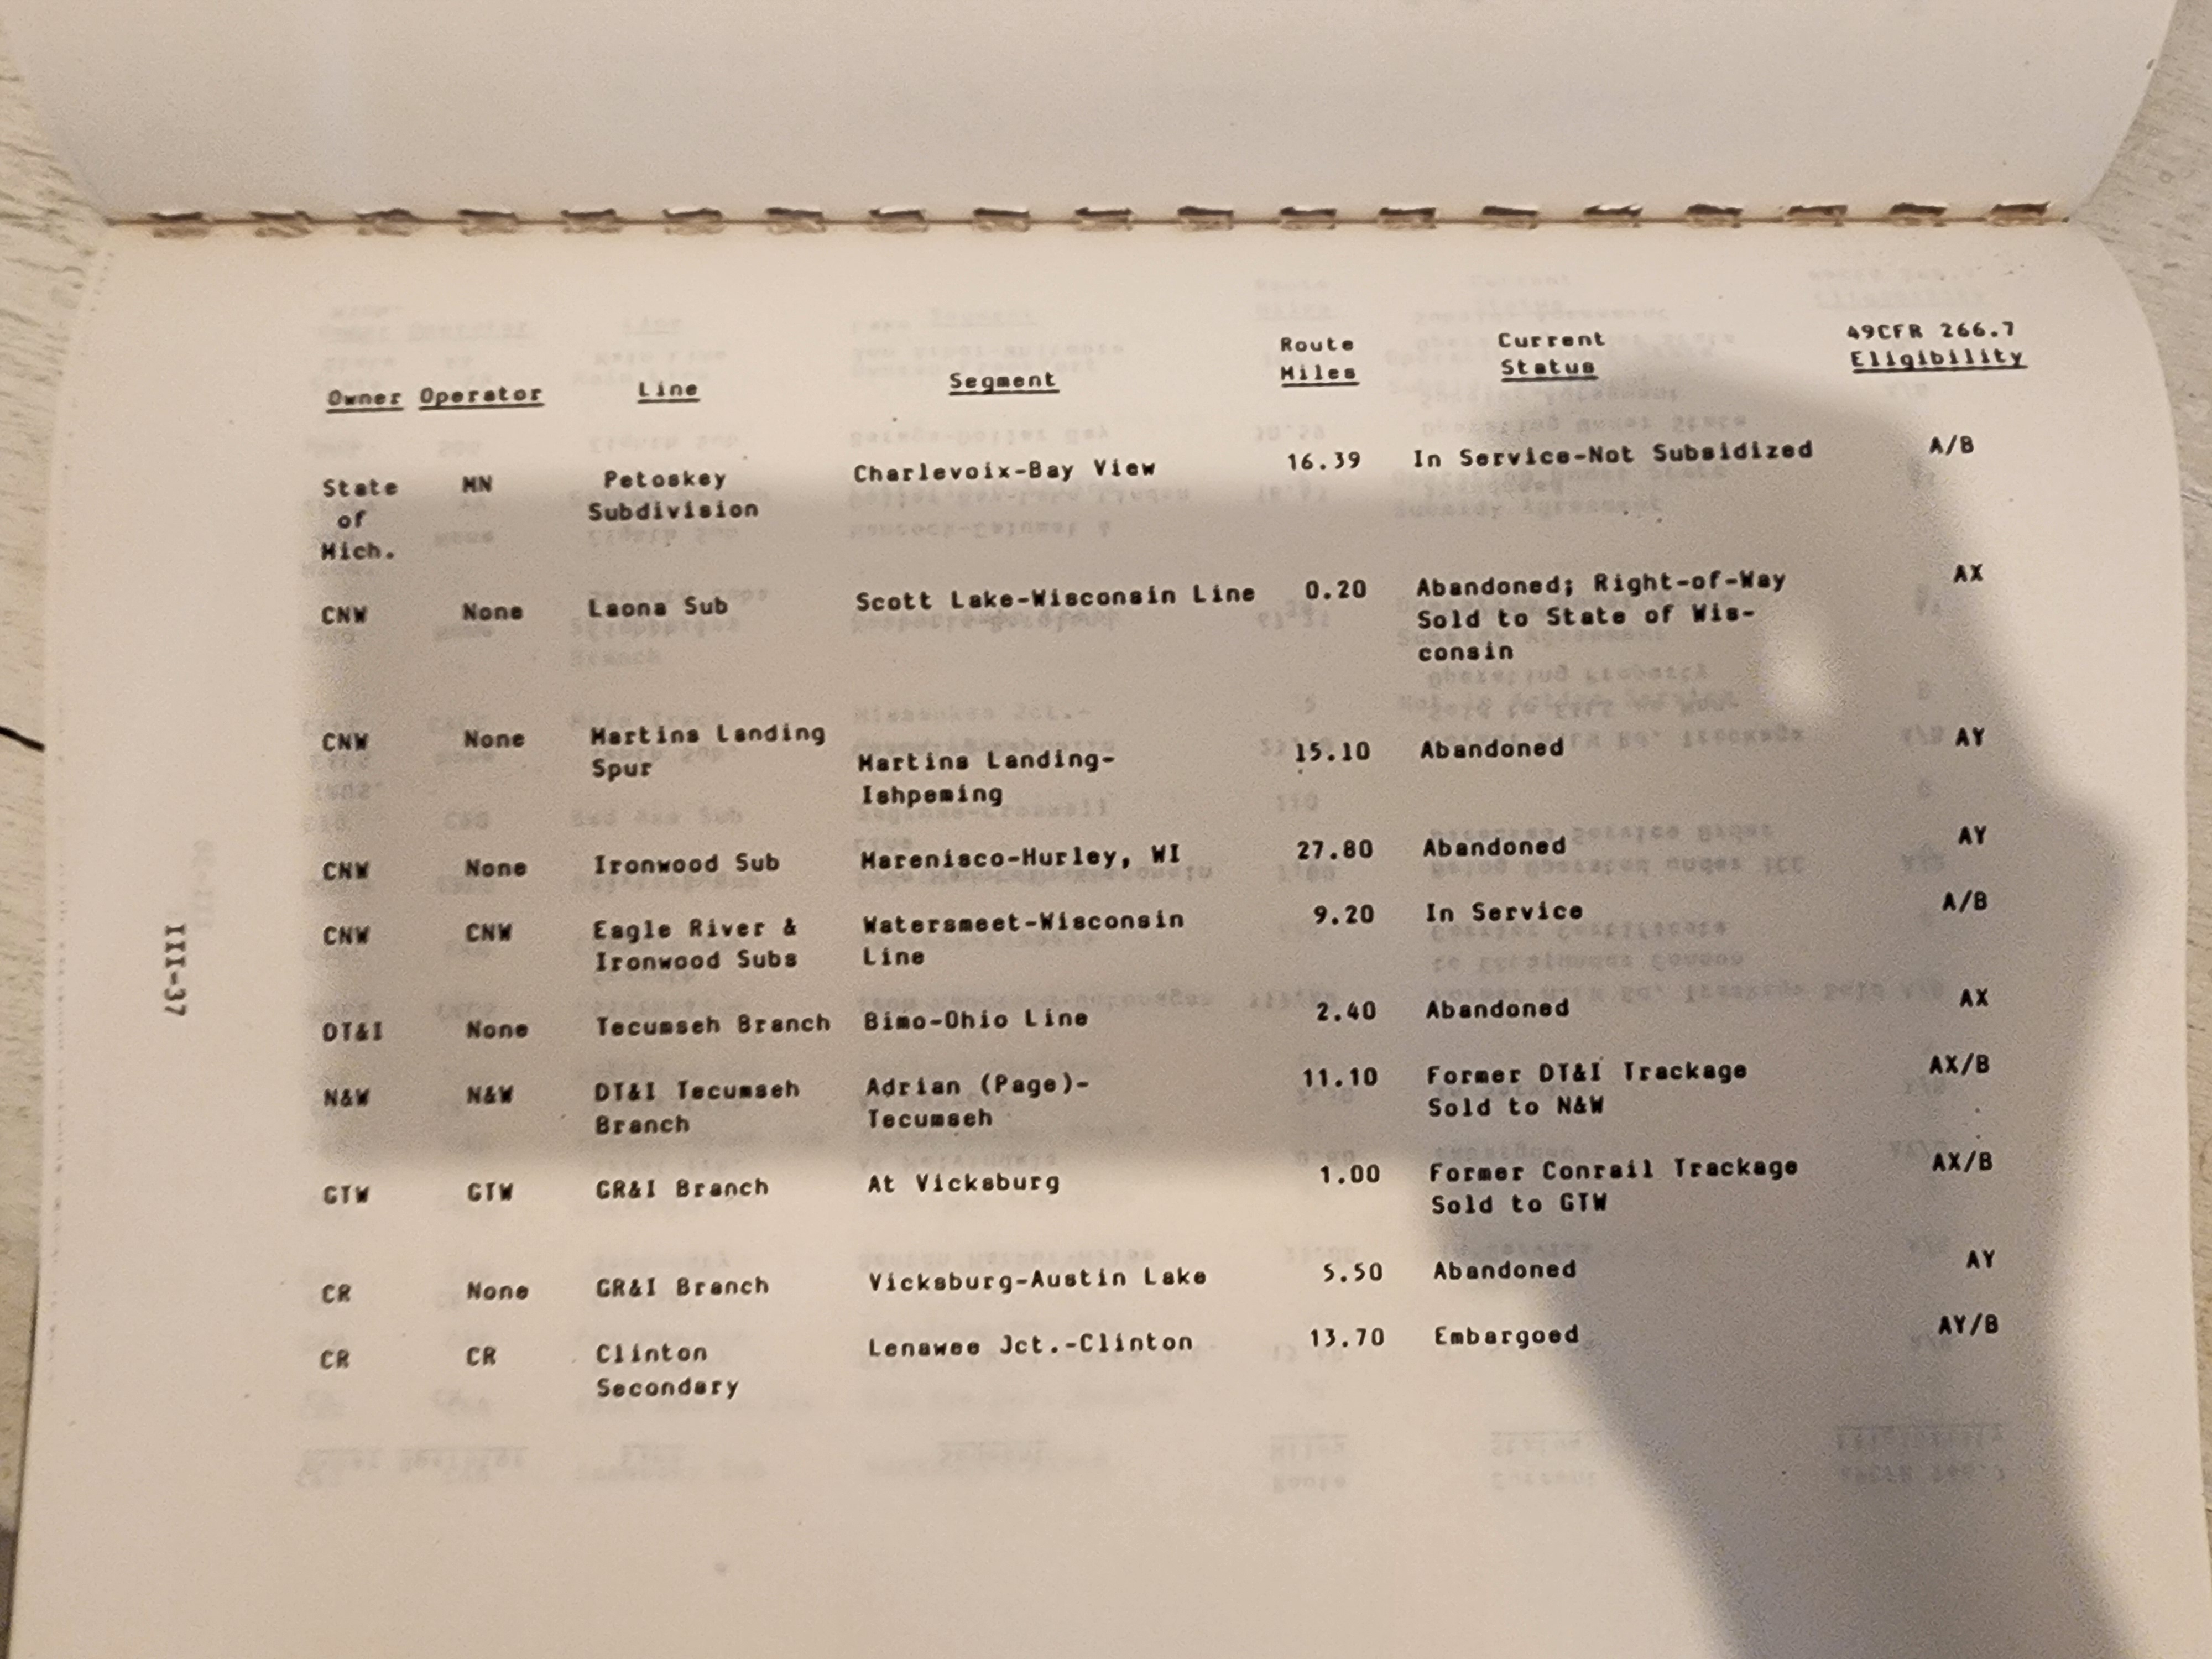 Route Current 49CFR 266.7
Owner Operator Line Segment Miles Status Eligibility
State MN Petoskey Charlevoix-Bay View 16.39 In Service-Not Subsidized A/B
of Subdivision
Mich.
CNW None Laona Sub Scott Lake-Wisconsin Line 0.20 Abandoned; Right-of-Way AX
Sold to State of Wis-
consin
CNW None Martins Landing Martins Landing- 15.10 Abandoned AY
Spur Ishpeming
CNW None Ironwood Sub Marenisco-Hurley, WI 27.80 Abandoned AY
CNW CNW Eagle River & Watersmeet-Wisconsin 9.20 In Service A/B
Ironwood Subs Line
DT&I None Tecumseh Branch Bimo-Ohio Line 2.40 Abandoned AX
N&W N&W DT&I Tecumseh Adrian (Page)- 11.10 Former DT&I Trackage AX/B
Branch Tecumseh Sold to N&W
GTW GTW GR&I Branch At Vicksburg 1.00 Former Conrail Trackage AX/B
Sold to GTW
CR None GR&I Branch Vicksburg-Austin Lake 5.50 Abandoned AY
CR CR Clinton Lenawee Jct.-Clinton 13.70 Embargoed AY/B
Secondary
III-37